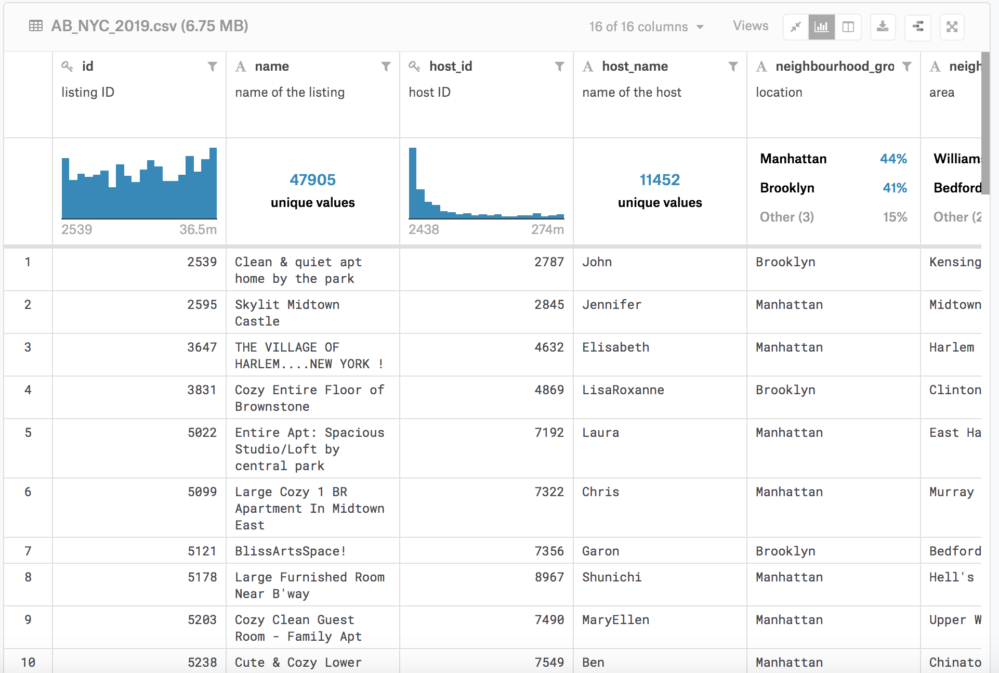 AB_NYC_2019.csv (6.75 MB)
16 of 16 columns
Views
id
name
host_id
host_name
neighbourhood_gro
neigh
listing ID
name of the listing
host ID
name of the host
location
area
2539 36.5m
47905
unique values
2438 274m
11452
unique values
Manhattan 44%
Brooklyn 41%
Other (3) 15%
Williams
Bedford
Other (2
1 2539 Clean & quiet apt 2787 John Brooklyn Kensing
home by the park
2 2595 Skylit Midtown 2845 Jennifer Manhattan Midtown
Castle
3 3647 THE VILLAGE OF 4632 Elisabeth Manhattan Harlem
HARLEM....NEW YORK !
4 3831 Cozy Entire Floor of 4869 LisaRoxanne Brooklyn Clinton
Brownstone
5 5022 Entire Apt: Spacious 7192 Laura Manhattan East Ha
Studio/Loft by
central park
6 5099 Large Cozy 1 BR 7322 Chris Manhattan Murray
Apartment In Midtown
East
7 5121 BlissArtsSpace! 7356 Garon Brooklyn Bedford
8 5178 Large Furnished Room 8967 Shunichi Manhattan Hell's
Near B'way
9 5203 Cozy Clean Guest 7490 MaryEllen Manhattan Upper W
Room - Family Apt
10 5238 Cute & Cozy Lower 7549 Ben Manhattan Chinato